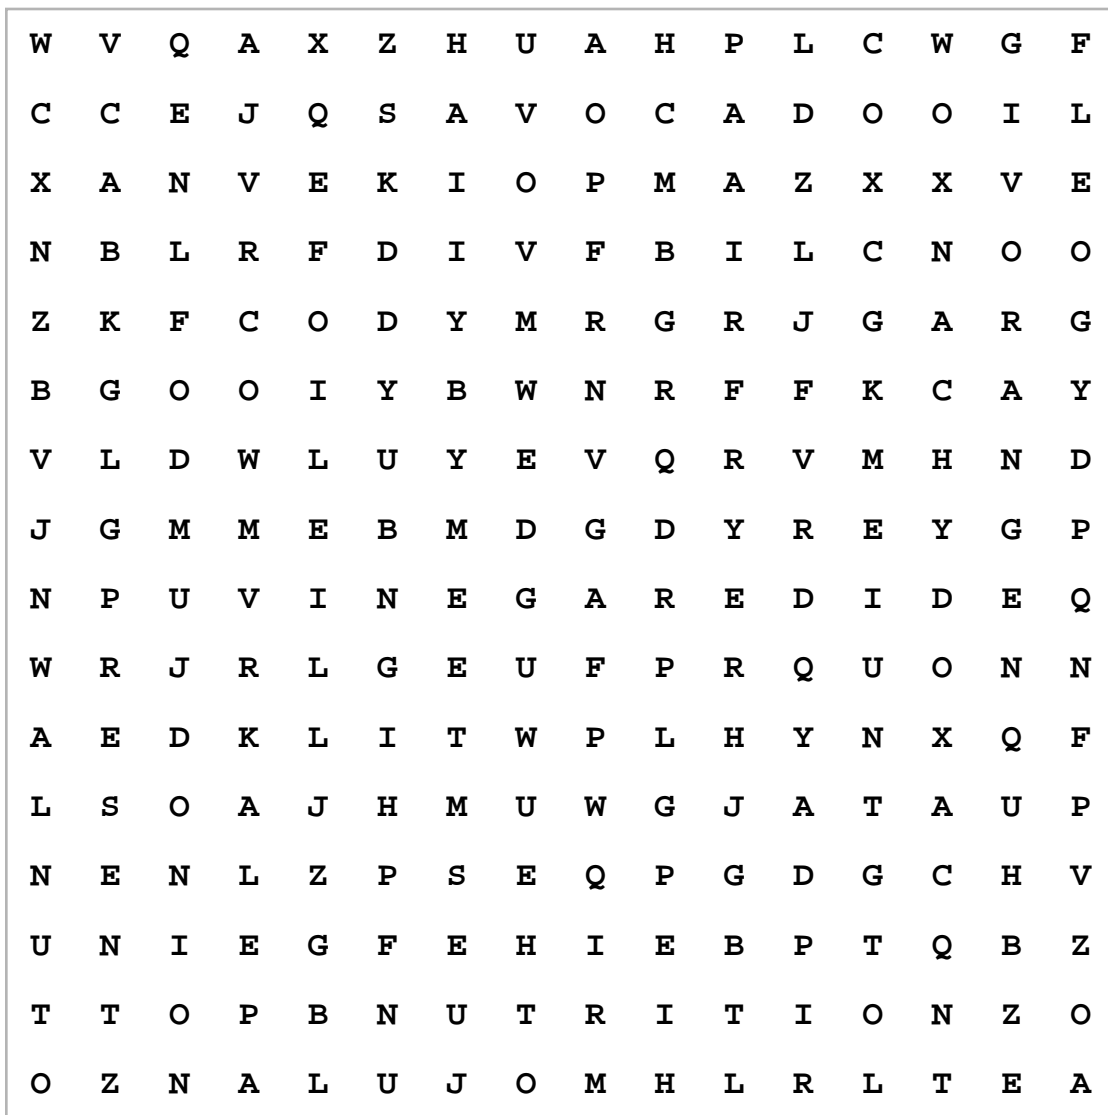 W V Q A X Z H U A H P L C W G F
C C E J Q S A V O C A D O O I L
X A N V E K I O P M A Z X X V E
N B L R F D I V F B I L C N O O
Z K F C O D Y M R G R J G A R G
B G O O I Y B W N R F F K C A Y
V L D W L U Y E V Q R V M H N D
J G M M E B M D G D Y R E Y G P
N P U V I N E G A R E D I D E Q
W R J R L G E U F P R Q U O N N
A E D K L I T W P L H Y N X Q F
L S O A J H M U W G J A T A U P
N E N L Z P S E Q P G D G C H V
U N I E G F E H I E B P T Q B Z
T T O P B N U T R I T I O N Z O
O Z N A L U J O M H L R L T E A